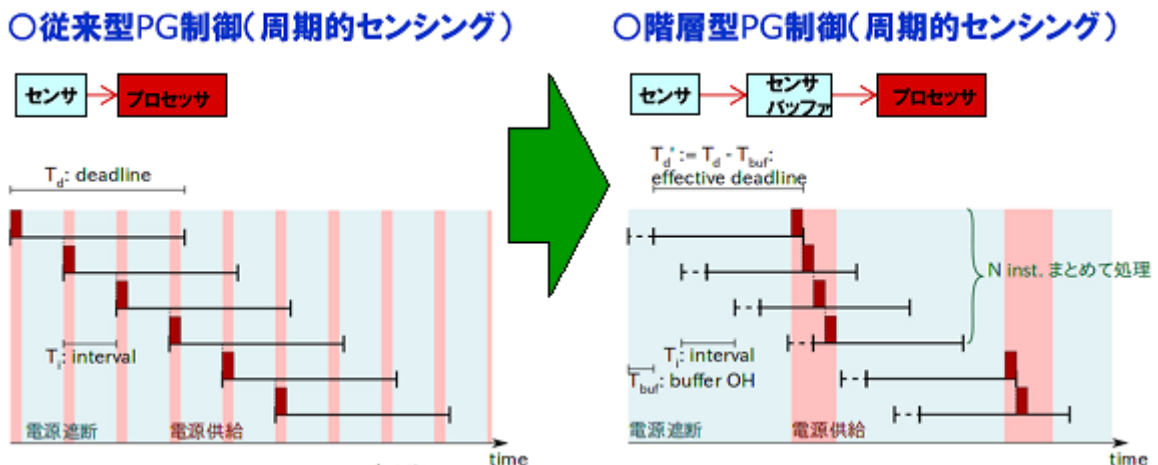 ○従来型PG制御(周期的センシング)
センサ
プロセッサ
Td: deadline
Ti: interval
電源遮断
電源供給
time
○階層型PG制御(周期的センシング)
センサ
センサ
バッファ
プロセッサ
Td' := Td - Tbuf:
effective deadline
N inst. まとめて処理
Ti: interval
Tbuf: buffer OH
電源遮断
電源供給
time